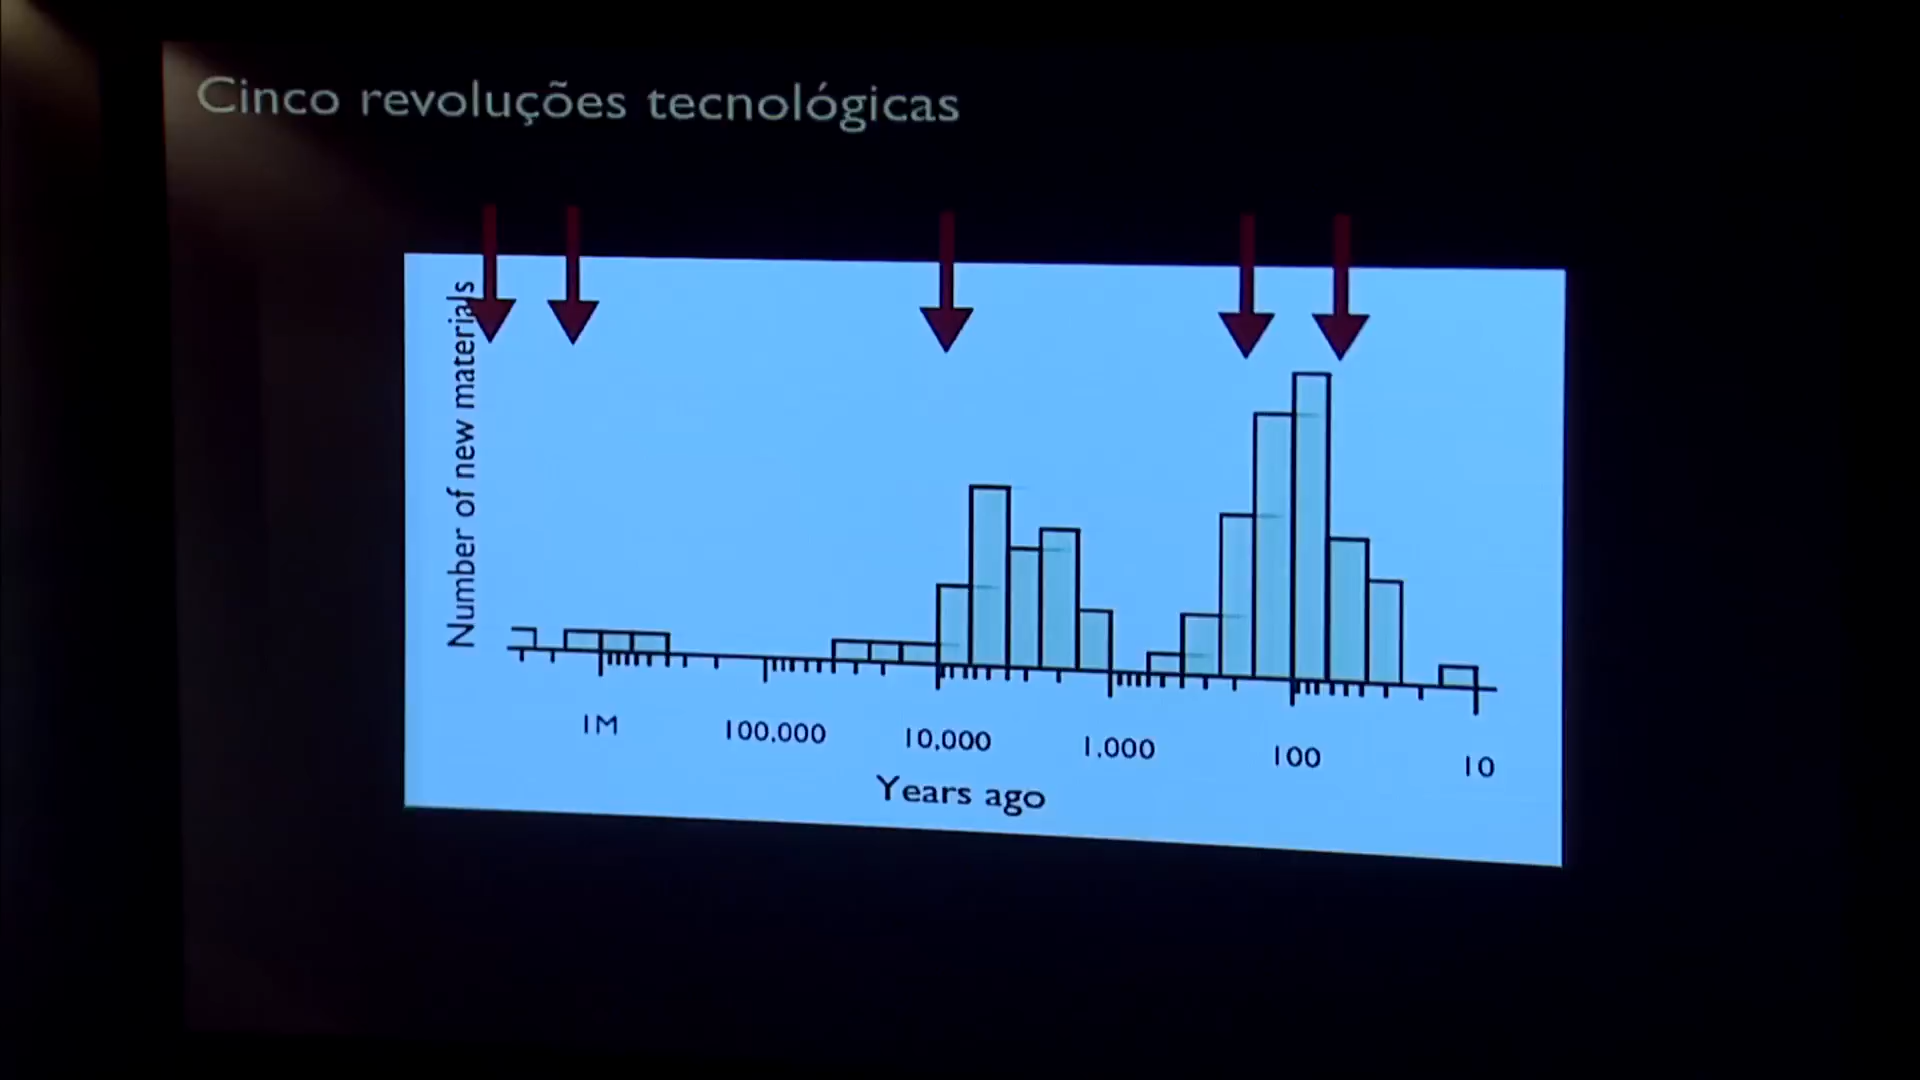 Cinco revoluções tecnológicas
Number of new materials
1M
100,000
10,000
1,000
100
10
Years ago